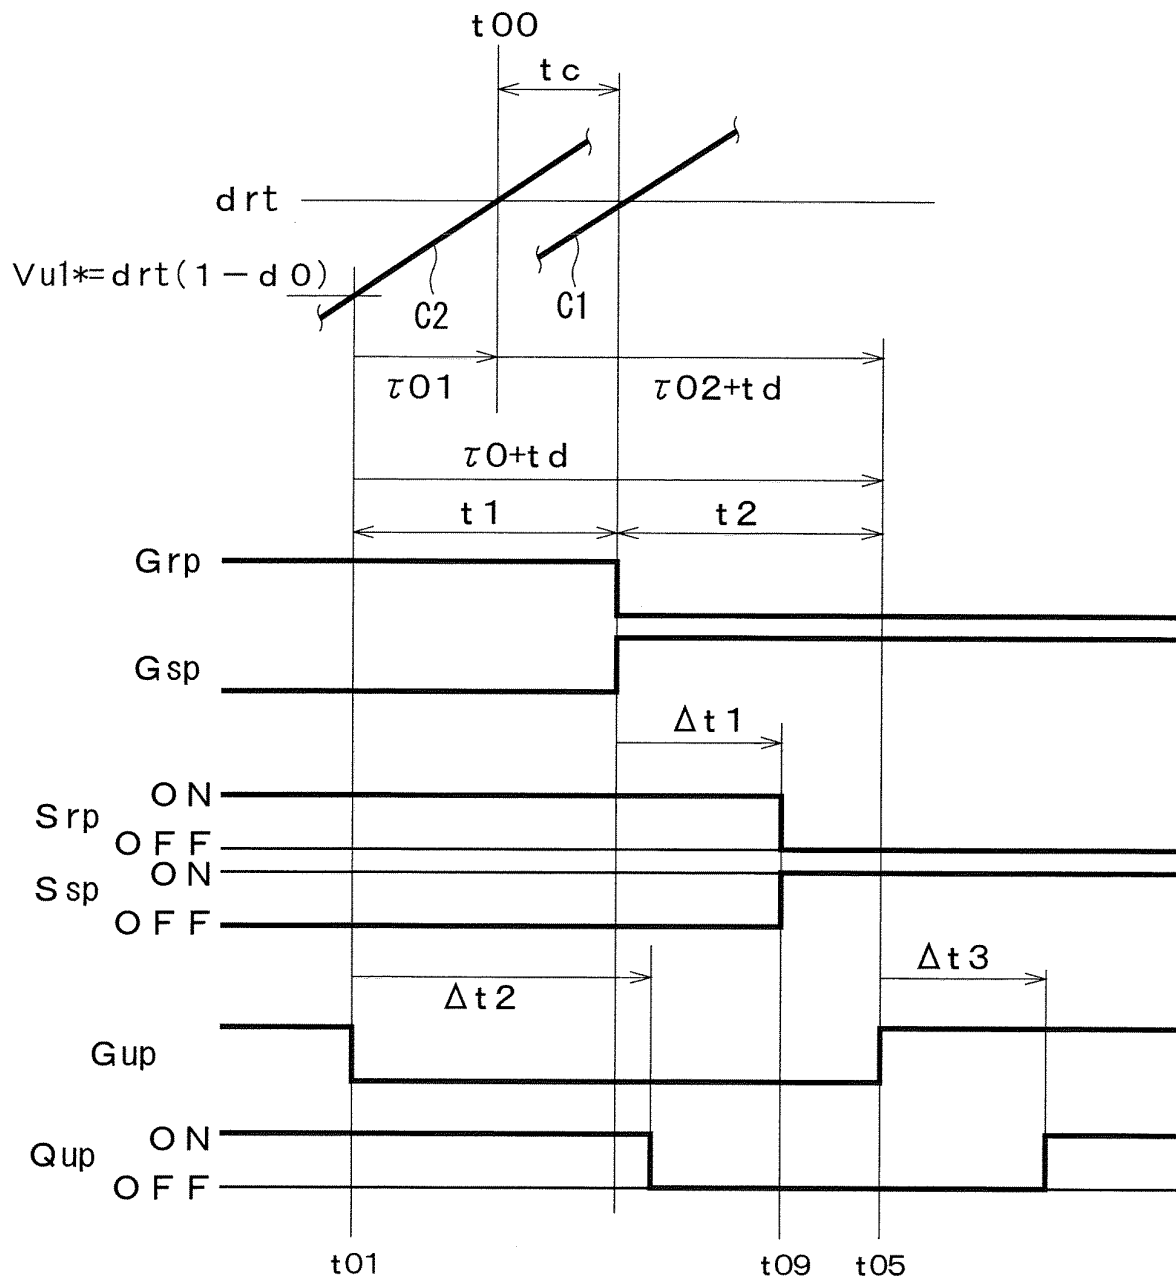 t00
tc
drt
Vu1*=drt(1-d0)
C2
C1
τ01
τ02+td
τ0+td
t1
t2
Grp
Gsp
Δt1
Srp
ON
OFF
Ssp
ON
OFF
Δt2
Δt3
Gup
Qup
ON
OFF
t01
t09
t05